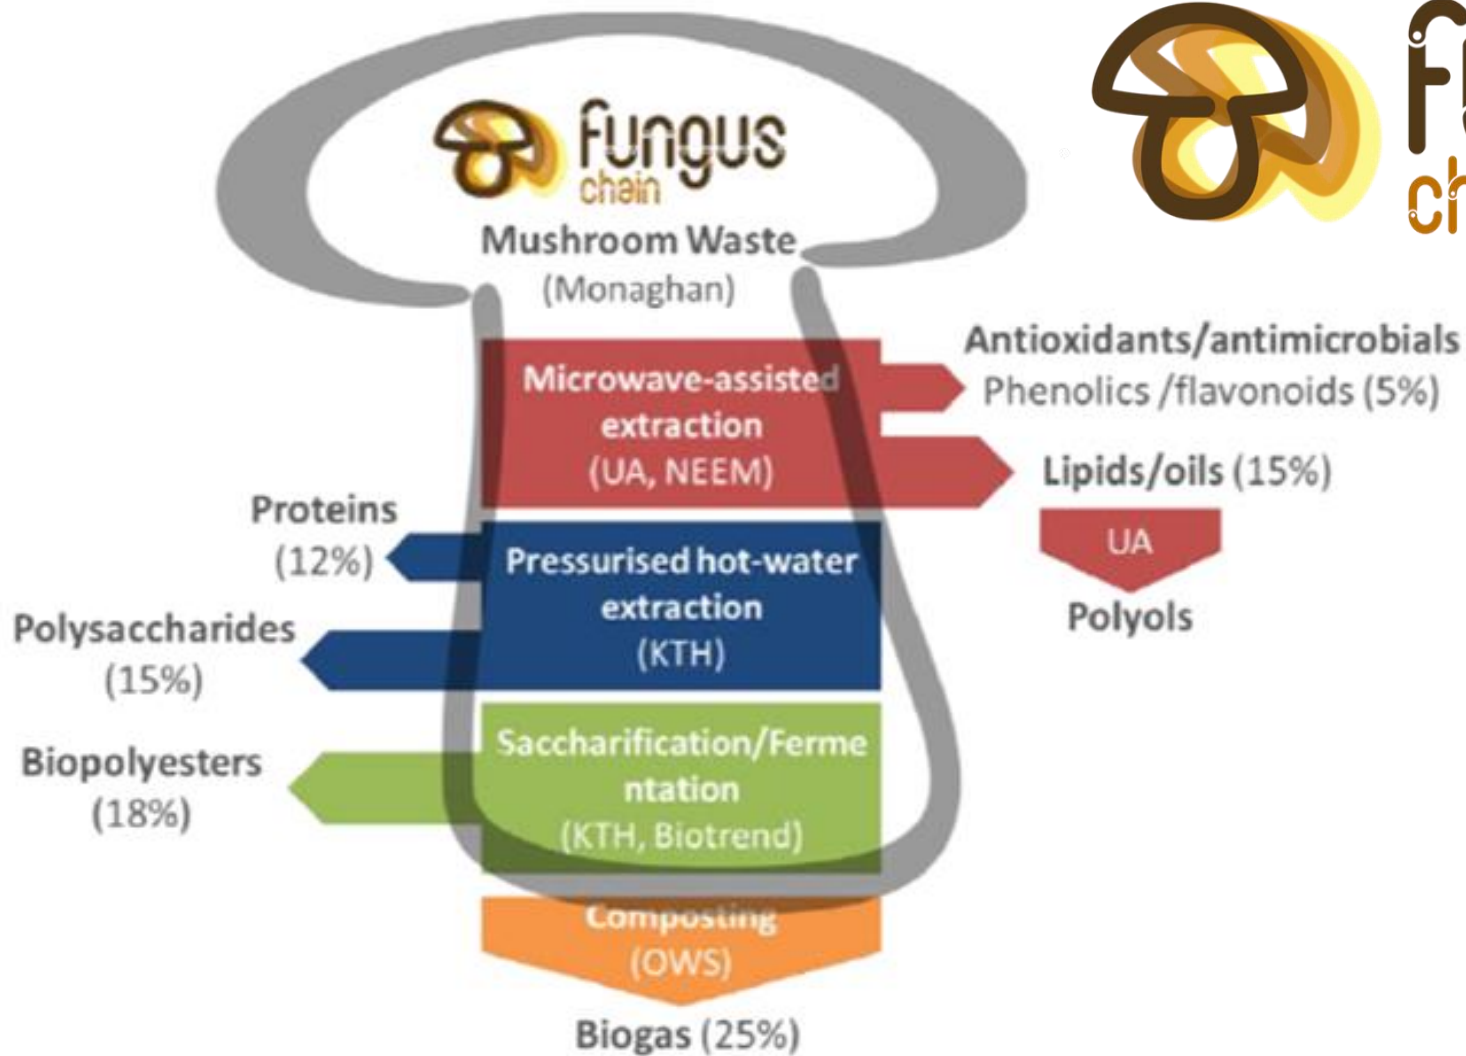 fungus
chain
Mushroom Waste
(Monaghan)
Microwave-assisted
extraction
(UA, NEEM)
Antioxidants/antimicrobials
Phenolics /flavonoids (5%)
Lipids/oils (15%)
UA
Polyols
Proteins
(12%)
Pressurised hot-water
extraction
(KTH)
Polysaccharides
(15%)
Saccharification/Ferme
ntation
(KTH, Biotrend)
Biopolyesters
(18%)
Composting
(OWS)
Biogas (25%)